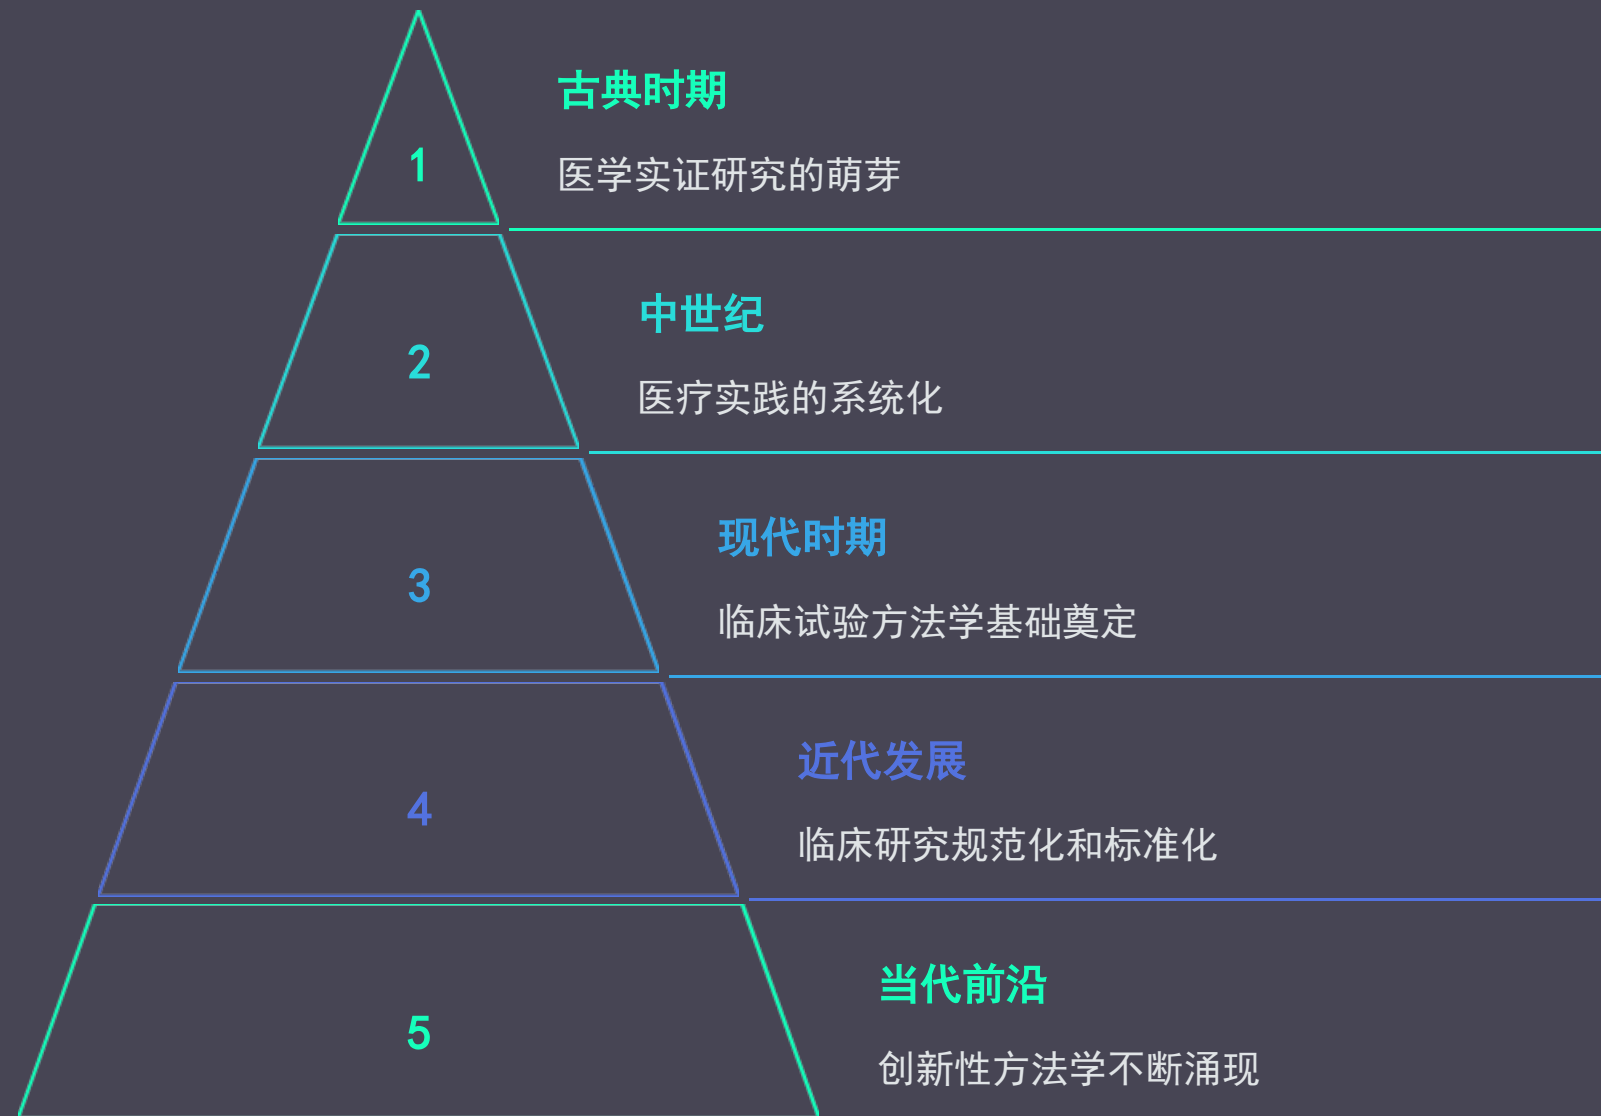 古典时期
1
医学实证研究的萌芽
中世纪
2
医疗实践的系统化
现代时期
3
临床试验方法学基础奠定
近代发展
4
临床研究规范化和标准化
当代前沿
5
创新性方法学不断涌现